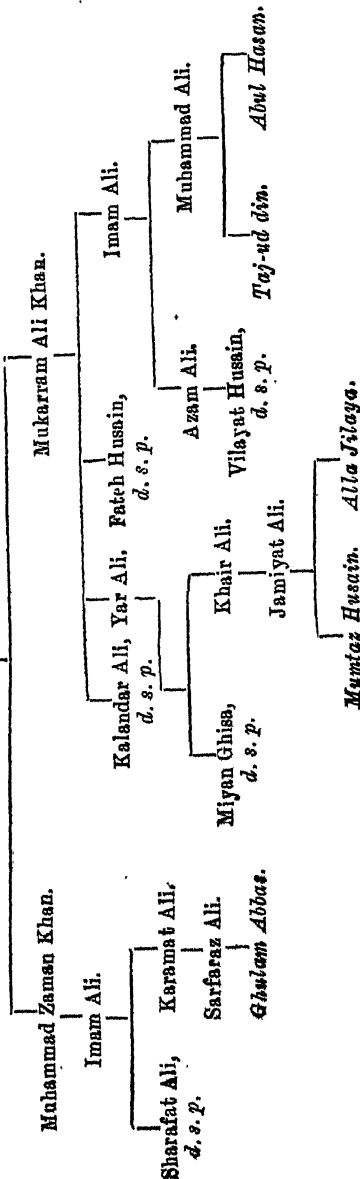 Muhammad Zaman Khan. Mukarram Ali Khan.
Imam Ali. Kalandar Ali, Yar Ali. Fateh Husain, Imam Ali.
d. s. p. d. s. p.
Sharafat Ali, Karamat Ali. Miyan Ghisa, Khair Ali. Azam Ali. Muhammad Ali.
d. s. p. d. s. p.
Sarfaraz Ali. Jamiyat Ali. Vilayat Husain, Taj-ud din. Abul Hasan.
d. s. p.
Ghulam Abbas. Mumtaz Husain. Alla Jilaya.